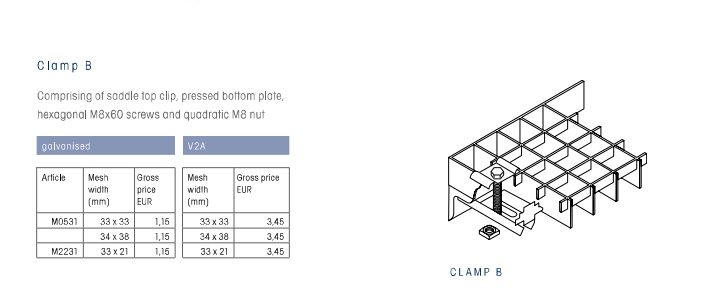 Clamp B
Comprising of saddle top clip, pressed bottom plate,
hexagonal M8x60 screws and quadratic M8 nut
galvanised V2A
Article Mesh width (mm) Gross price EUR Mesh width (mm) Gross price EUR
M0531 33 x 33 1,15 33 x 33 3,45
34 x 38 1,15 34 x 38 3,45
M2231 33 x 21 1,15 33 x 21 3,45
CLAMP B